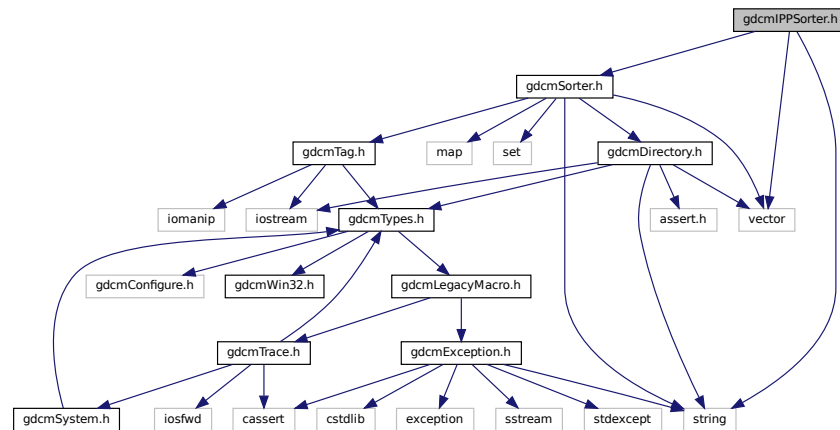 gdcmIPPSorter.h
gdcmSorter.h
gdcmTag.h
map
set
gdcmDirectory.h
iomanip
iostream
gdcmTypes.h
assert.h
vector
gdcmConfigure.h
gdcmWin32.h
gdcmLegacyMacro.h
gdcmTrace.h
gdcmException.h
gdcmSystem.h
iosfwd
cassert
cstdlib
exception
sstream
stdexcept
string